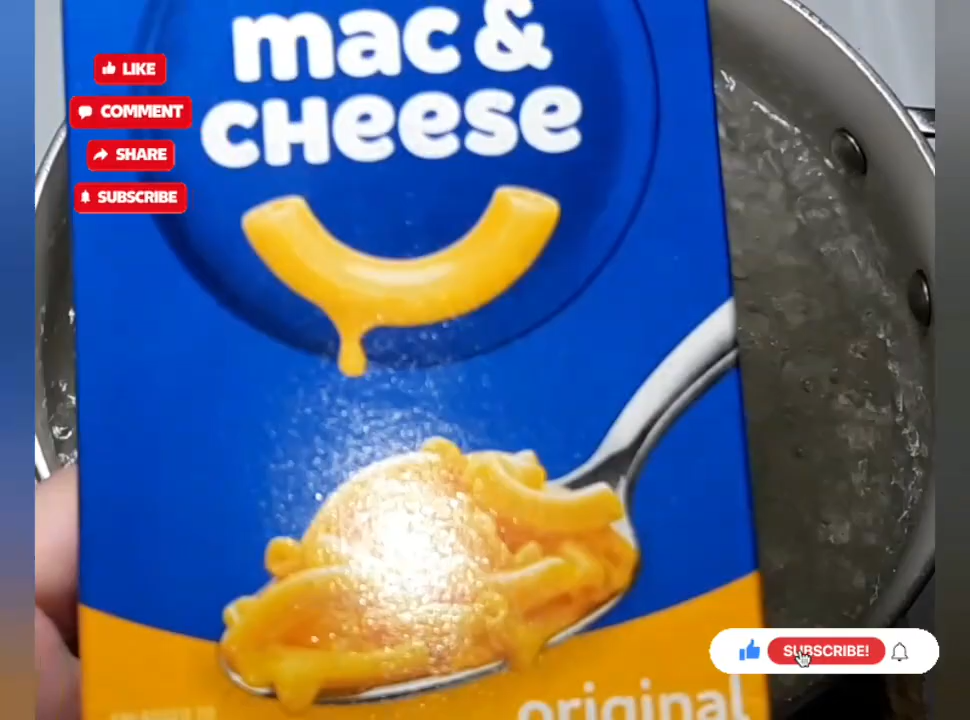 mac &
cheese
LIKE
COMMENT
SHARE
SUBSCRIBE
original
SUBSCRIBE!